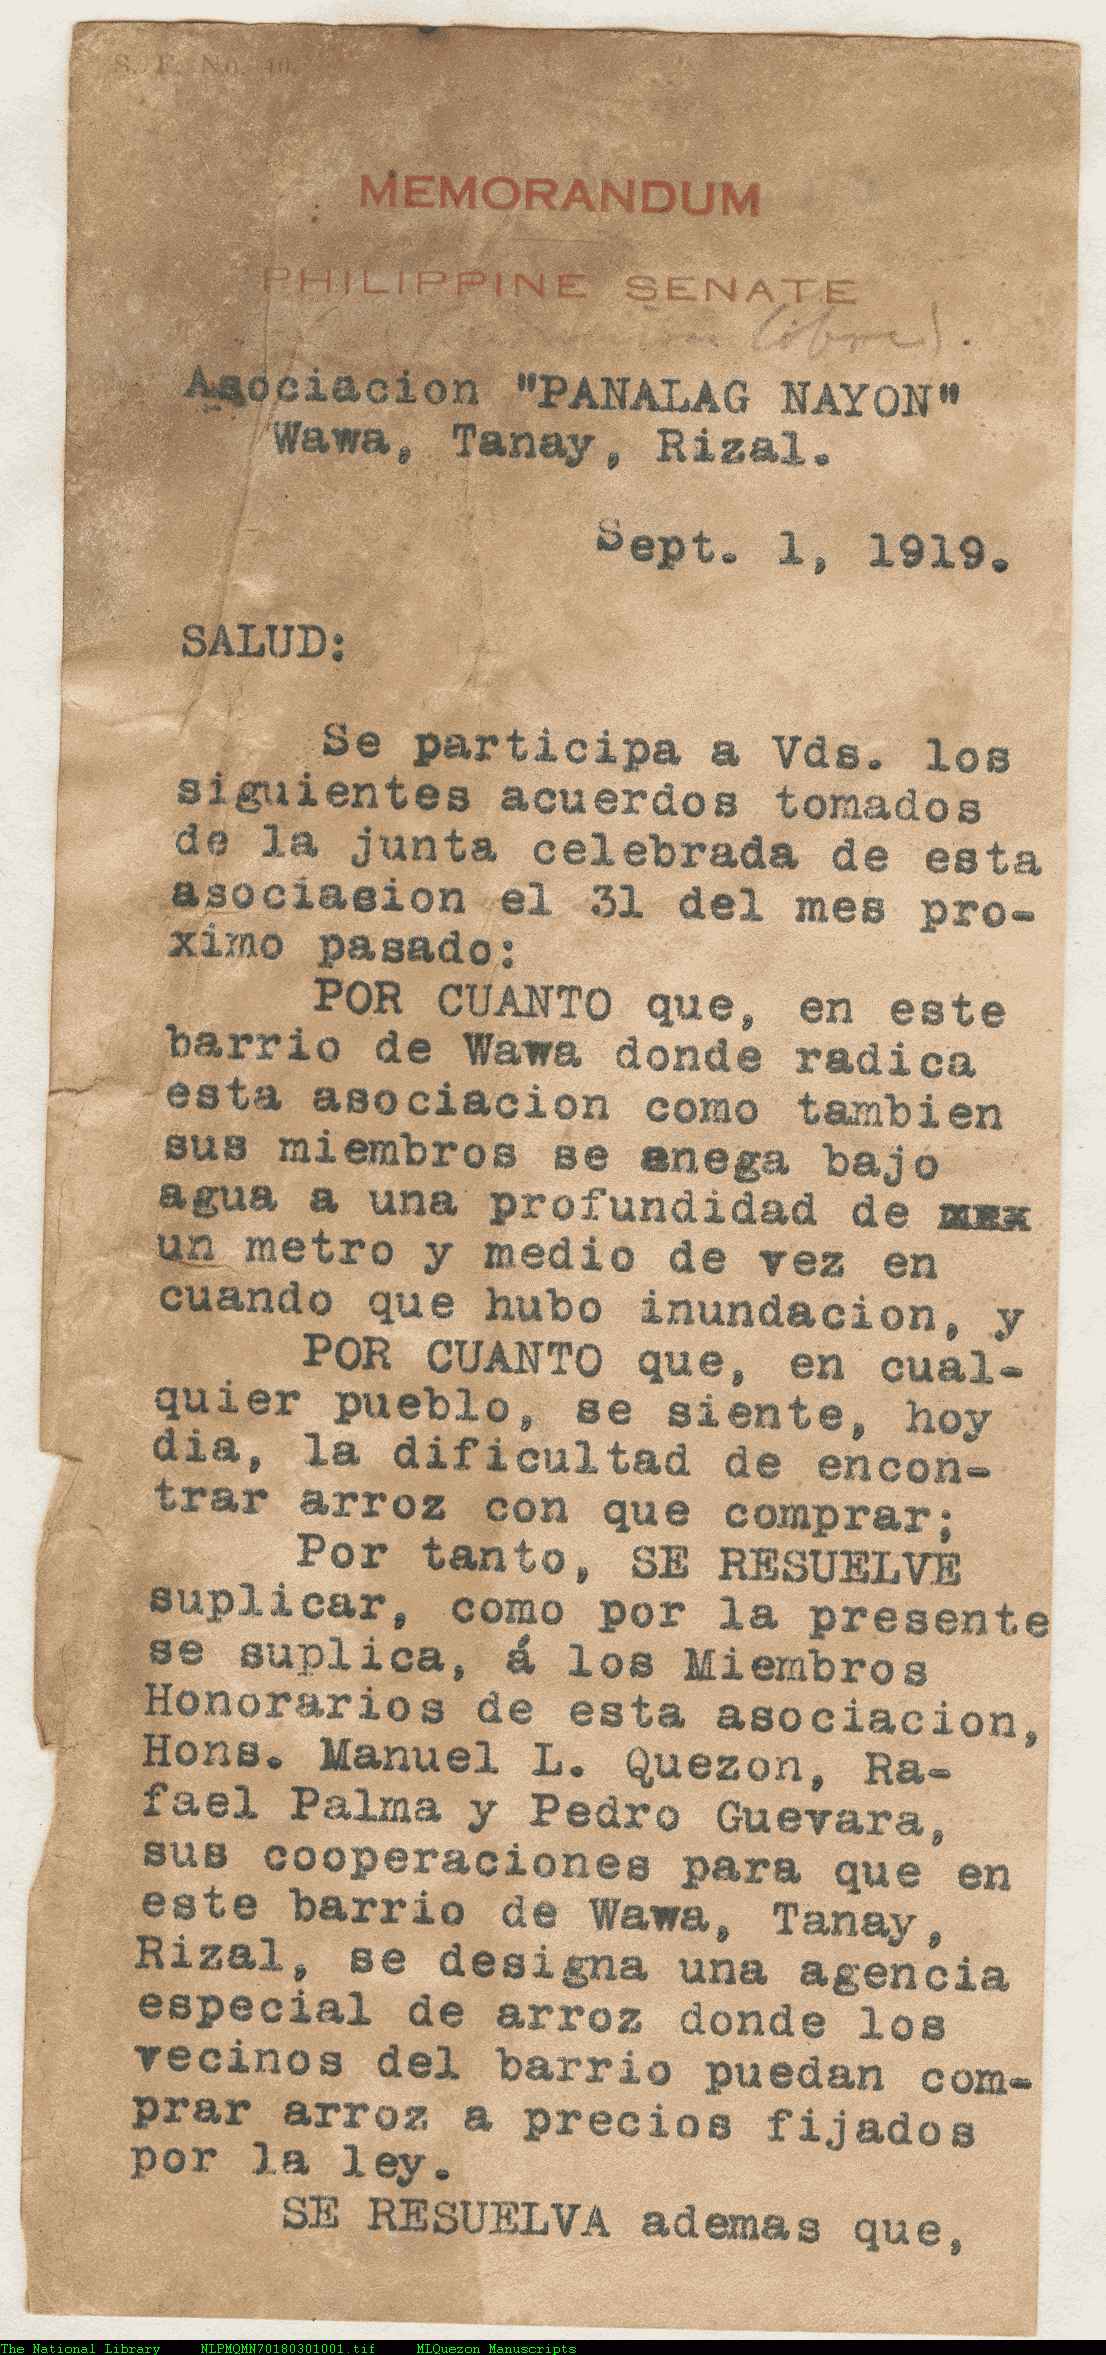 S. F. No. 40.
MEMORANDUM
PHILIPPINE SENATE
Asociacion "PANALAG NAYON"
Wawa, Tanay, Rizal.
Sept. 1, 1919.
SALUD:
Se participa a Vds. los
siguientes acuerdos tomados
de la junta celebrada de esta
asociacion el 31 del mes pro-
ximo pasado:
POR CUANTO que, en este
barrio de Wawa donde radica
esta asociacion como tambien
sus miembros se anega bajo
agua a una profundidad de
un metro y medio de vez en
cuando que hubo inundacion, y
POR CUANTO que, en cual-
quier pueblo, se siente, hoy
dia, la dificultad de encon-
trar arroz con que comprar;
Por tanto, SE RESUELVE
suplicar, como por la presente
se suplica, á los Miembros
Honorarios de esta asociacion,
Hons. Manuel L. Quezon, Ra-
fael Palma y Pedro Guevara,
sus cooperaciones para que en
este barrio de Wawa, Tanay,
Rizal, se designa una agencia
especial de arroz donde los
vecinos del barrio puedan com-
prar arroz a precios fijados
por la ley.
SE RESUELVA ademas que,
The National Library NLPMQMN70180301001.tif MLQuezon Manuscripts